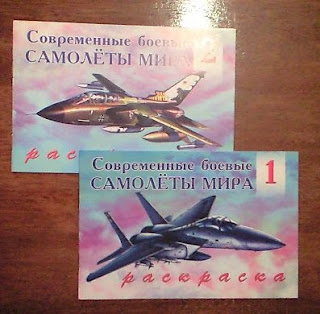 Современные боевые
САМОЛЁТЫ МИРА 2
раскраска
Современные боевые
САМОЛЁТЫ МИРА 1
раскраска